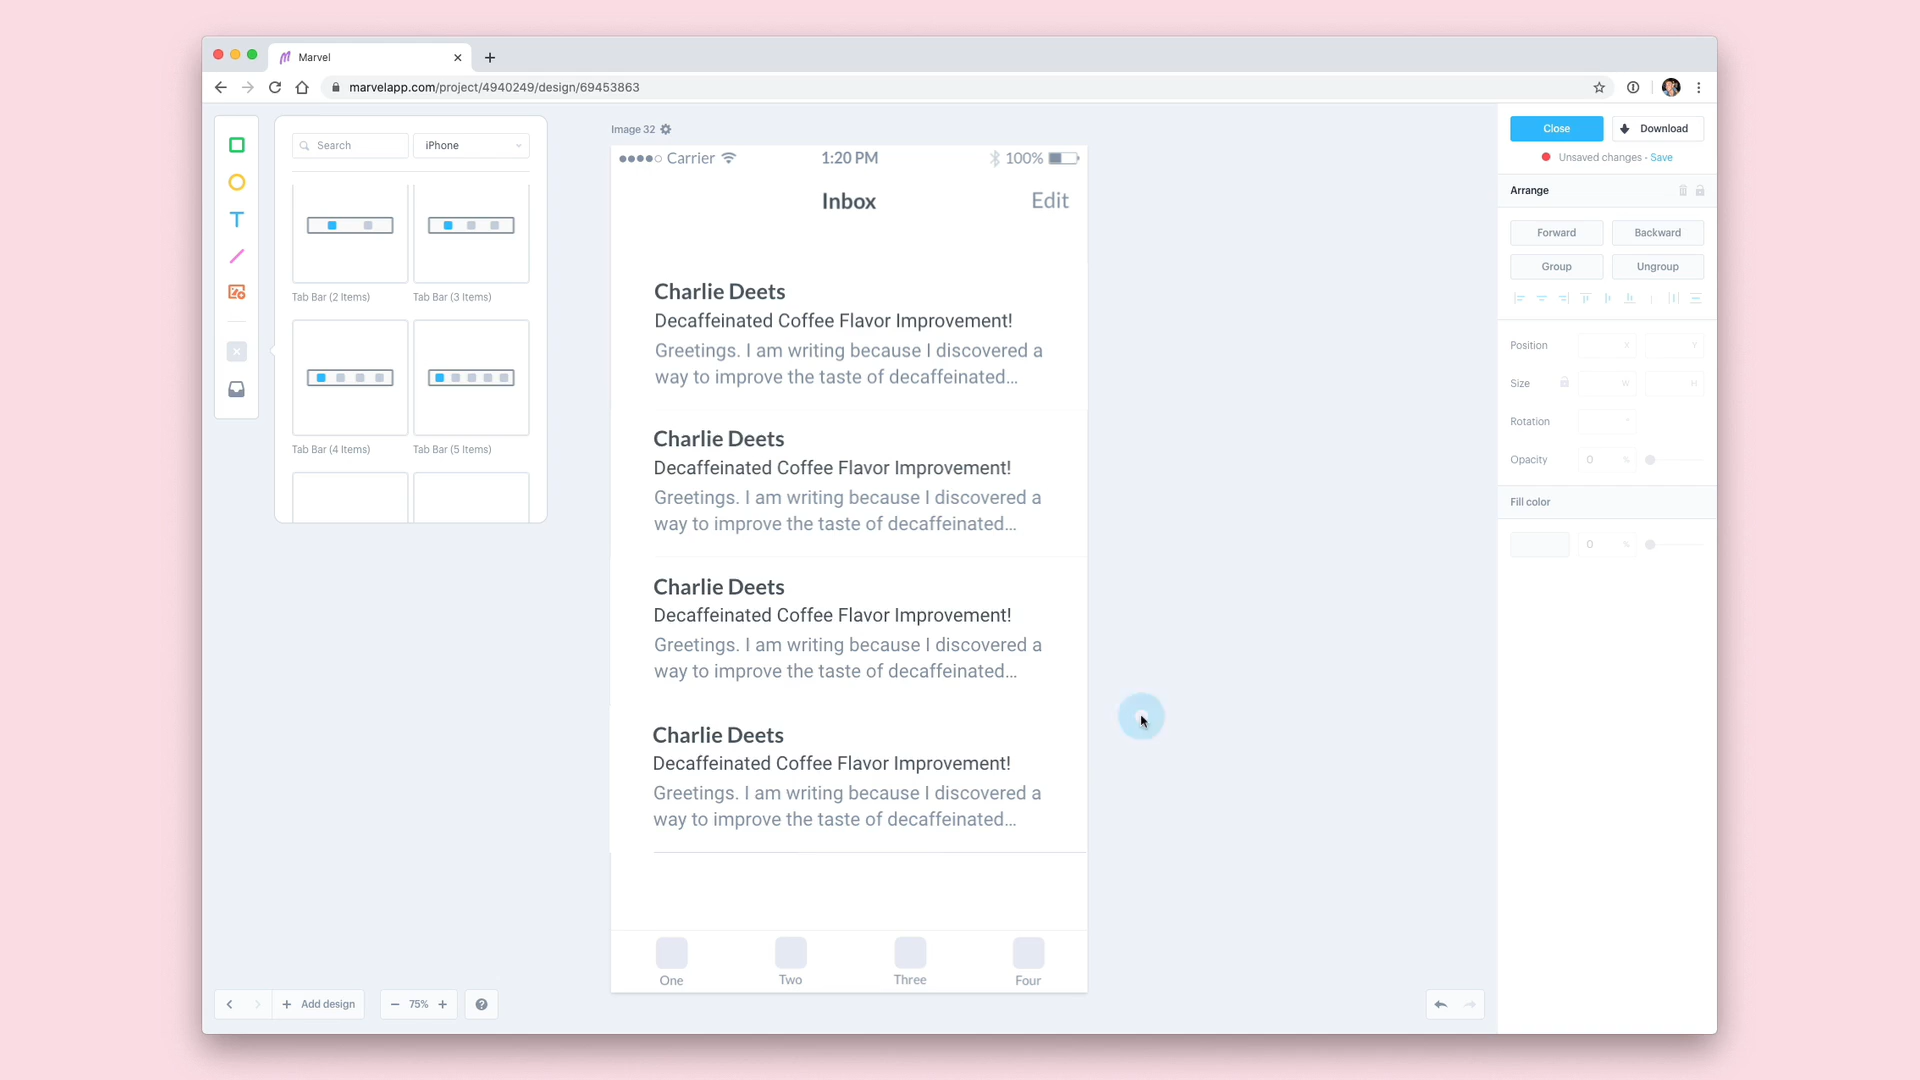 Marvel
marvelapp.com/project/4940249/design/69453863
Search
iPhone
Tab Bar (2 Items)
Tab Bar (3 Items)
Tab Bar (4 Items)
Tab Bar (5 Items)
Image 32
Carrier
1:20 PM
100%
Inbox
Edit
Charlie Deets
Decaffeinated Coffee Flavor Improvement!
Greetings. I am writing because I discovered a
way to improve the taste of decaffeinated...
Charlie Deets
Decaffeinated Coffee Flavor Improvement!
Greetings. I am writing because I discovered a
way to improve the taste of decaffeinated...
Charlie Deets
Decaffeinated Coffee Flavor Improvement!
Greetings. I am writing because I discovered a
way to improve the taste of decaffeinated...
Charlie Deets
Decaffeinated Coffee Flavor Improvement!
Greetings. I am writing because I discovered a
way to improve the taste of decaffeinated...
One
Two
Three
Four
Close
Download
Unsaved changes - Save
Arrange
Forward
Backward
Group
Ungroup
Position
X
Y
Size
W
H
Rotation
Opacity
0
%
Fill color
0
%
Add design
75%